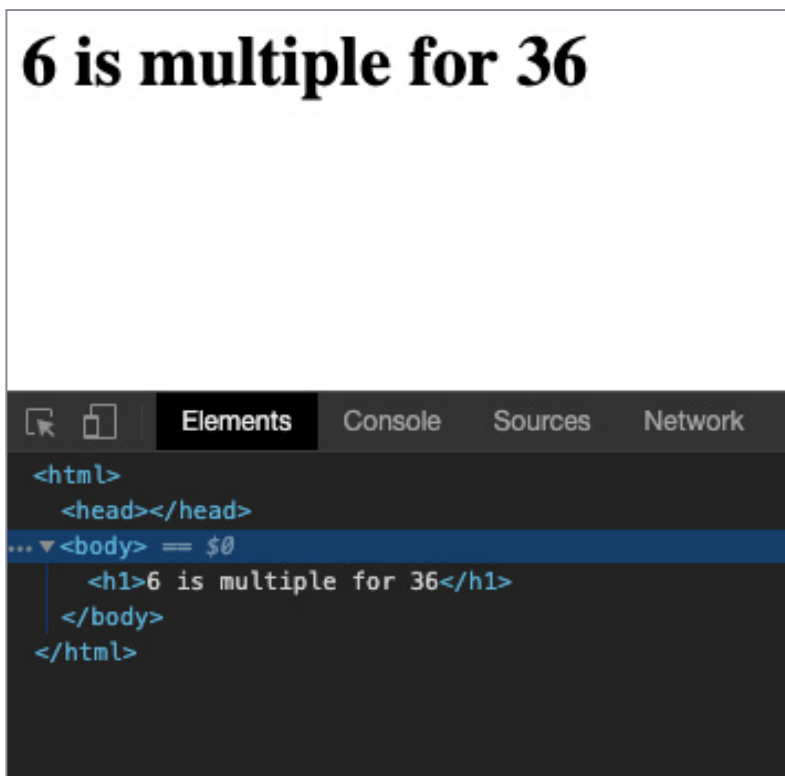 6 is multiple for 36
Elements Console Sources Network
<html>
<head></head>
... ▼<body> == $0
<h1>6 is multiple for 36</h1>
</body>
</html>